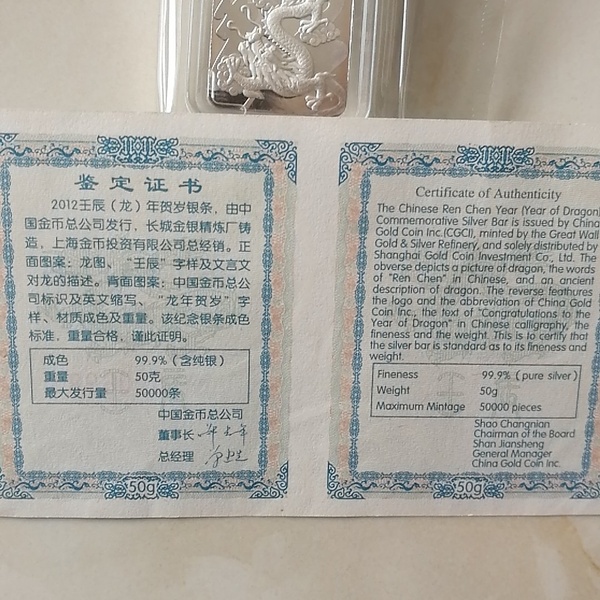 鉴定证书
2012壬辰（龙）年贺岁银条，由中
国金币总公司发行，长城金银精炼厂铸
造，上海金币投资有限公司总经销。正
面图案：龙图、“壬辰”字样及文言文
对龙的描述。背面图案：中国金币总公
司标识及英文缩写、“龙年贺岁”字
样、材质成色及重量。该纪念银条成色
标准，重量合格，谨此证明。
成色 99.9%（含纯银）
重量 50克
最大发行量 50000条
中国金币总公司
董事长
总经理
50g
Certificate of Authenticity
The Chinese Ren Chen Year (Year of Dragon)
Commemorative Silver Bar is issued by China
Gold Coin Inc.(CGCI), minted by the Great Wall
Gold & Silver Refinery, and solely distributed by
Shanghai Gold Coin Investment Co., Ltd. The
obverse depicts a picture of dragon, the words
of "Ren Chen" in Chinese, and an ancient
description of dragon. The reverse freatures
the logo and the abbreviation of China Gold
Coin Inc., the text of "Congratulations to the
Year of Dragon" in Chinese calligraphy, the
fineness and the weight. This is to certify that
the silver bar is standard as to its fineness and
weight.
Fineness 99.9% (pure silver)
Weight 50g
Maximum Mintage 50000 pieces
Shao Changnian
Chairman of the Board
Shan Jiansheng
General Manager
China Gold Coin Inc.
50g